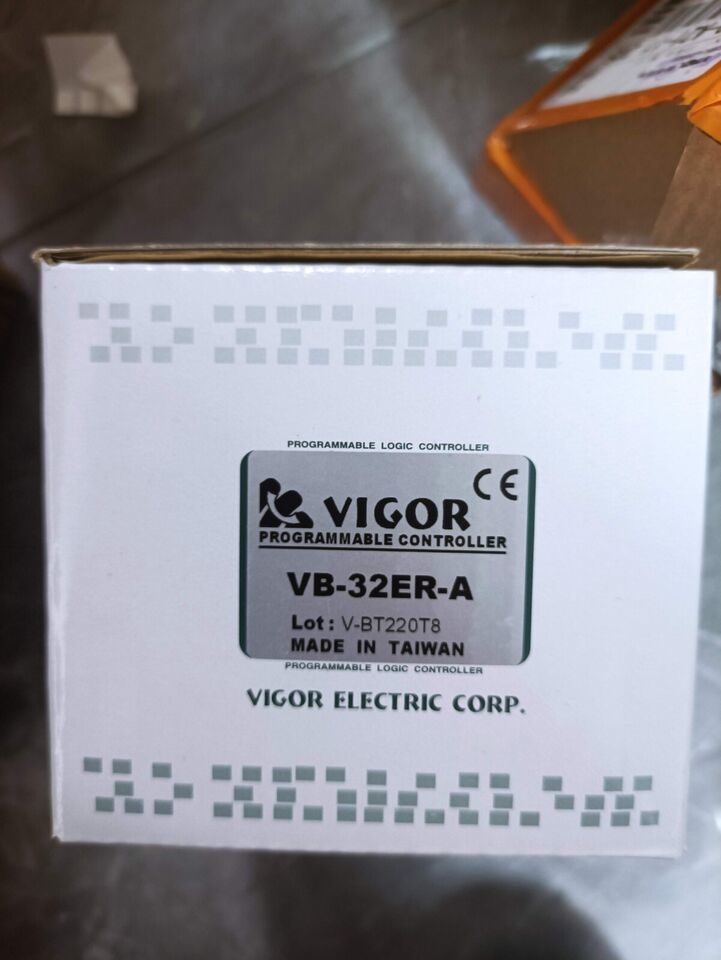 PROGRAMMABLE LOGIC CONTROLLER
CE
VIGOR
PROGRAMMABLE CONTROLLER
VB-32ER-A
Lot: V-BT220T8
MADE IN TAIWAN
PROGRAMMABLE LOGIC CONTROLLER
VIGOR ELECTRIC CORP.